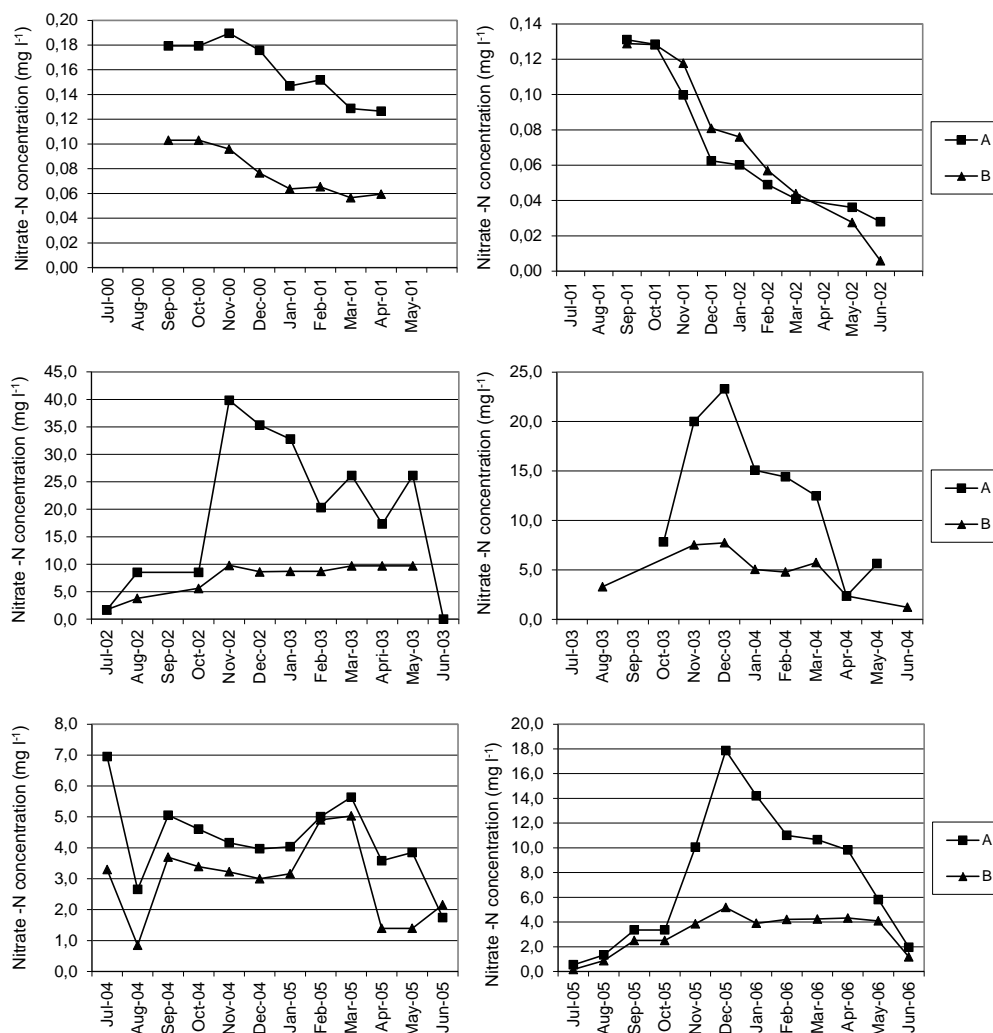 Nitrate -N concentration (mg l-1)
0,20
0,18
0,16
0,14
0,12
0,10
0,08
0,06
0,04
0,02
0,00
Jul-00
Aug-00
Sep-00
Oct-00
Nov-00
Dec-00
Jan-01
Feb-01
Mar-01
Apr-01
May-01
Nitrate -N concentration (mg l-1)
0,14
0,12
0,10
0,08
0,06
0,04
0,02
0,00
Jul-01
Aug-01
Sep-01
Oct-01
Nov-01
Dec-01
Jan-02
Feb-02
Mar-02
Apr-02
May-02
Jun-02
A
B
Nitrate -N concentration (mg l-1)
45,0
40,0
35,0
30,0
25,0
20,0
15,0
10,0
5,0
0,0
Jul-02
Aug-02
Sep-02
Oct-02
Nov-02
Dec-02
Jan-03
Feb-03
Mar-03
Apri-03
May-03
Jun-03
Nitrate -N concentration (mg l-1)
25,0
20,0
15,0
10,0
5,0
0,0
Jul-03
Aug-03
Sep-03
Oct-03
Nov-03
Dec-03
Jan-04
Feb-04
Mar-04
Apr-04
May-04
Jun-04
A
B
Nitrate -N concentration (mg l-1)
8,0
7,0
6,0
5,0
4,0
3,0
2,0
1,0
0,0
Jul-04
Aug-04
Sep-04
Oct-04
Nov-04
Dec-04
Jan-05
Feb-05
Mar-05
Apr-05
May-05
Jun-05
Nitrate -N concentration (mg l-1)
20,0
18,0
16,0
14,0
12,0
10,0
8,0
6,0
4,0
2,0
0,0
Jul-05
Aug-05
Sep-05
Oct-05
Nov-05
Dec-05
Jan-06
Feb-06
Mar-06
Apr-06
May-06
Jun-06
A
B